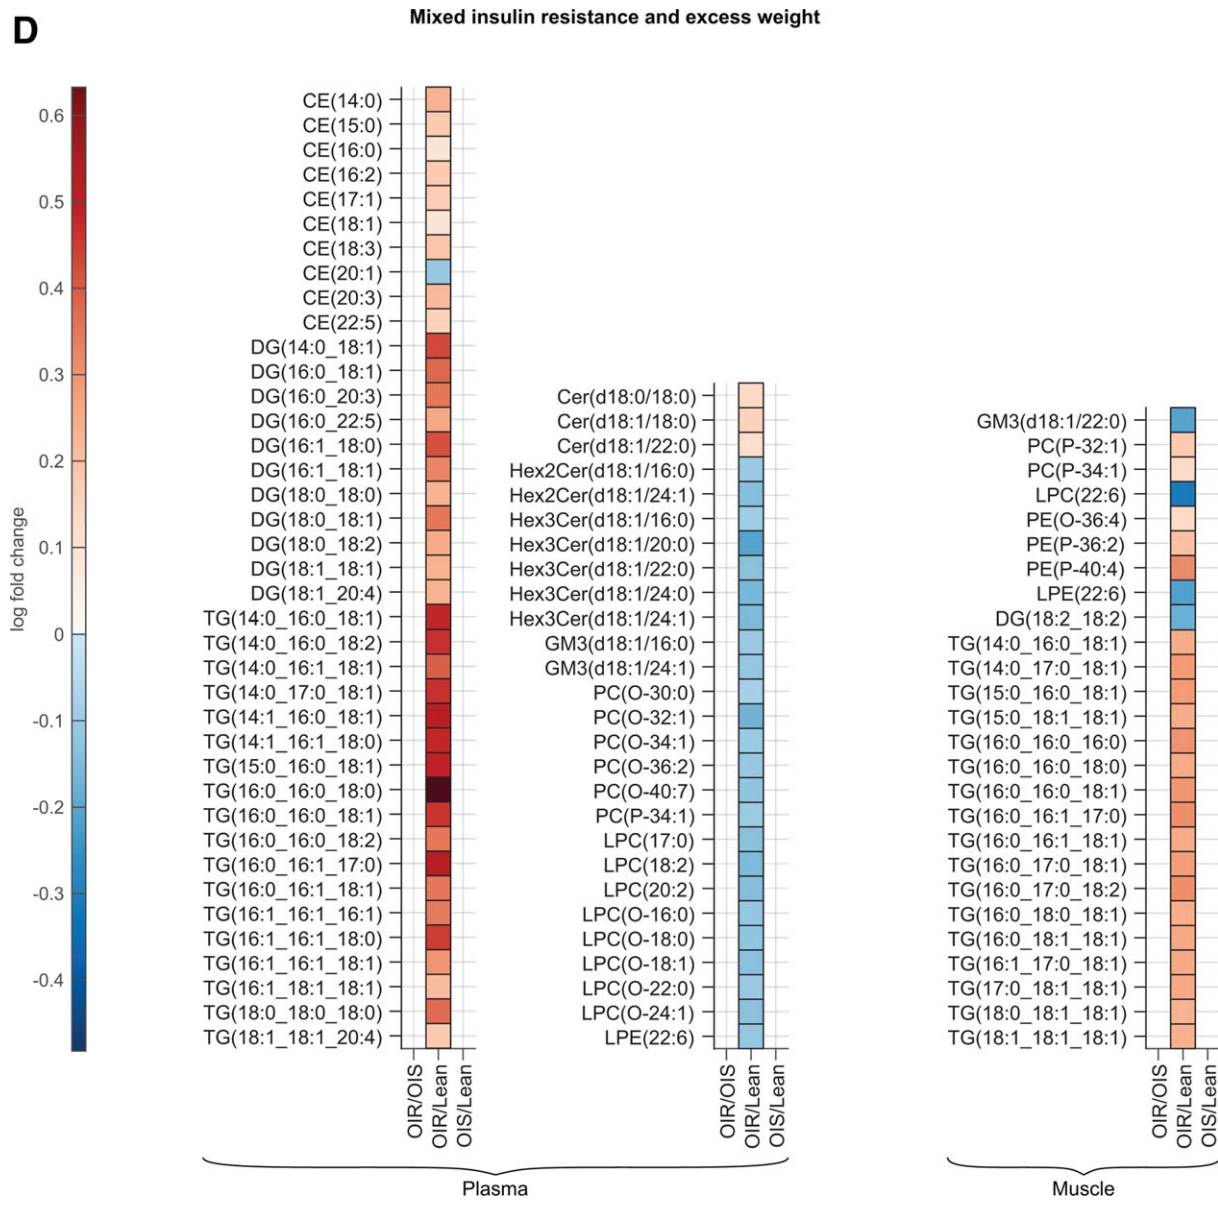 D
Mixed insulin resistance and excess weight
log fold change
0.6
0.5
0.4
0.3
0.2
0.1
0
-0.1
-0.2
-0.3
-0.4
CE(14:0)
CE(15:0)
CE(16:0)
CE(16:2)
CE(17:1)
CE(18:1)
CE(18:3)
CE(20:1)
CE(20:3)
CE(22:5)
DG(14:0_18:1)
DG(16:0_18:1)
DG(16:0_20:3)
DG(16:0_22:5)
DG(16:1_18:0)
DG(16:1_18:1)
DG(18:0_18:0)
DG(18:0_18:1)
DG(18:0_18:2)
DG(18:1_18:1)
DG(18:1_20:4)
TG(14:0_16:0_18:1)
TG(14:0_16:0_18:2)
TG(14:0_16:1_18:1)
TG(14:0_17:0_18:1)
TG(14:1_16:0_18:1)
TG(14:1_16:1_18:0)
TG(15:0_16:0_18:1)
TG(16:0_16:0_18:0)
TG(16:0_16:0_18:1)
TG(16:0_16:0_18:2)
TG(16:0_16:1_17:0)
TG(16:0_16:1_18:1)
TG(16:1_16:1_16:1)
TG(16:1_16:1_18:0)
TG(16:1_16:1_18:1)
TG(16:1_18:1_18:1)
TG(18:0_18:0_18:0)
TG(18:1_18:1_20:4)
OIR/OIS
OIR/Lean
OIS/Lean
Cer(d18:0/18:0)
Cer(d18:1/18:0)
Cer(d18:1/22:0)
Hex2Cer(d18:1/16:0)
Hex2Cer(d18:1/24:1)
Hex3Cer(d18:1/16:0)
Hex3Cer(d18:1/20:0)
Hex3Cer(d18:1/22:0)
Hex3Cer(d18:1/24:0)
Hex3Cer(d18:1/24:1)
GM3(d18:1/16:0)
GM3(d18:1/24:1)
PC(O-30:0)
PC(O-32:1)
PC(O-34:1)
PC(O-36:2)
PC(O-40:7)
PC(P-34:1)
LPC(17:0)
LPC(18:2)
LPC(20:2)
LPC(O-16:0)
LPC(O-18:0)
LPC(O-18:1)
LPC(O-22:0)
LPC(O-24:1)
LPE(22:6)
OIR/OIS
OIR/Lean
OIS/Lean
Plasma
GM3(d18:1/22:0)
PC(P-32:1)
PC(P-34:1)
LPC(22:6)
PE(O-36:4)
PE(P-36:2)
PE(P-40:4)
LPE(22:6)
DG(18:2_18:2)
TG(14:0_16:0_18:1)
TG(14:0_17:0_18:1)
TG(15:0_16:0_18:1)
TG(15:0_18:1_18:1)
TG(16:0_16:0_16:0)
TG(16:0_16:0_18:0)
TG(16:0_16:0_18:1)
TG(16:0_16:1_17:0)
TG(16:0_16:1_18:1)
TG(16:0_17:0_18:1)
TG(16:0_17:0_18:2)
TG(16:0_18:0_18:1)
TG(16:0_18:1_18:1)
TG(16:1_17:0_18:1)
TG(17:0_18:1_18:1)
TG(18:0_18:1_18:1)
TG(18:1_18:1_18:1)
OIR/OIS
OIR/Lean
OIS/Lean
Muscle